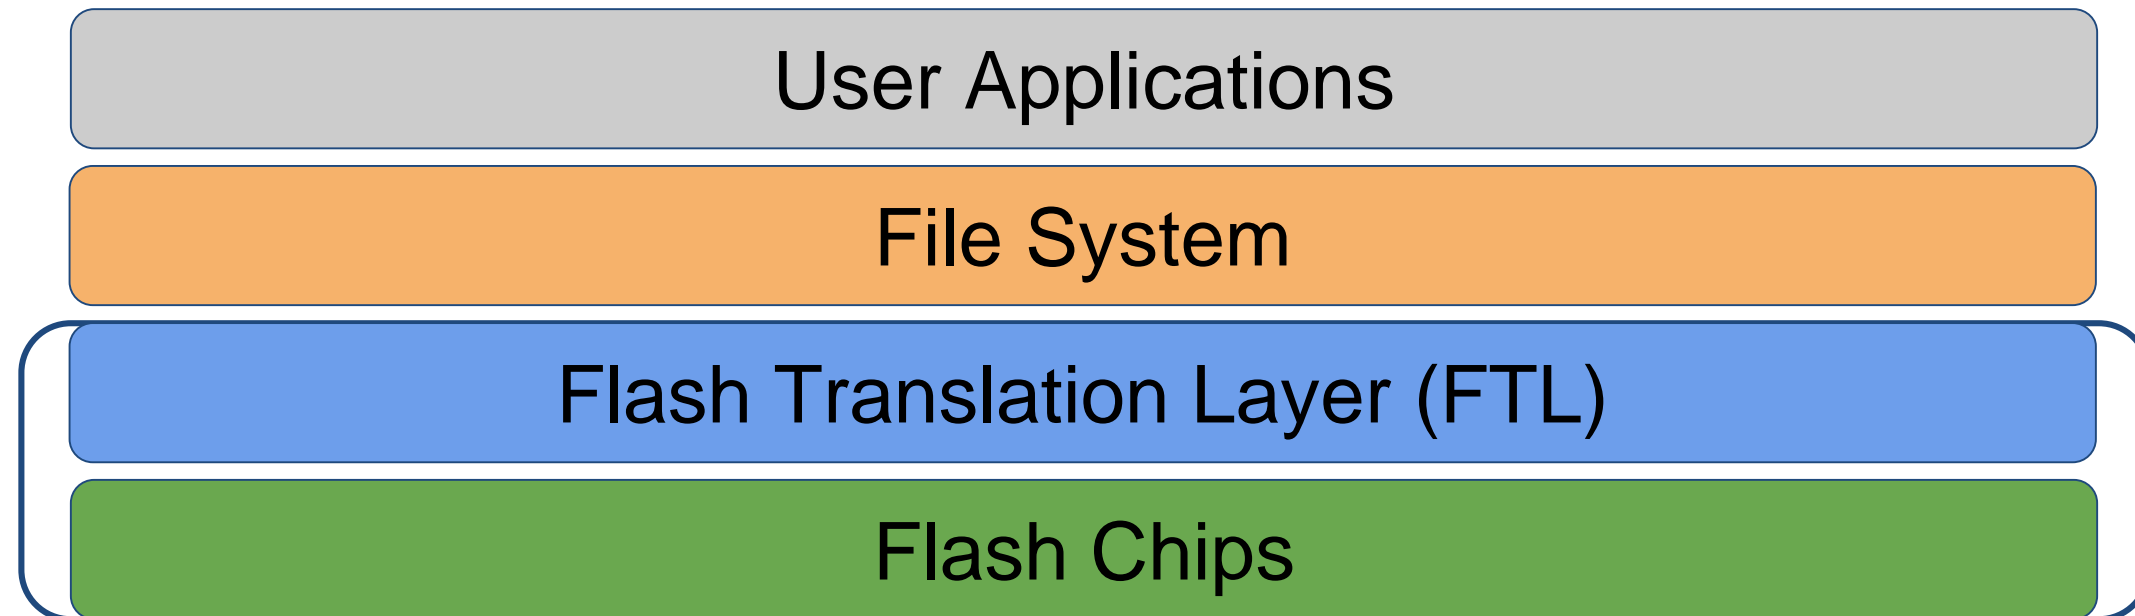 User Applications
File System
Flash Translation Layer (FTL)
Flash Chips